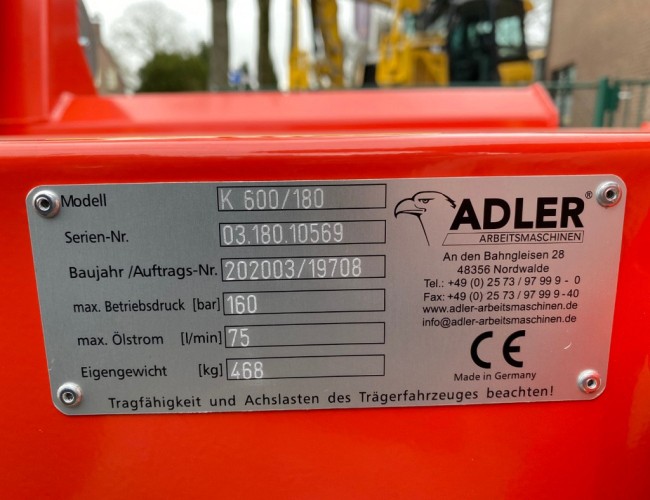 Modell K 600/180
Serien-Nr. 03.180.10569
Baujahr /Auftrags-Nr. 202003/19708
max. Betriebsdruck [bar] 160
max. Ölstrom [l/min] 75
Eigengewicht [kg] 468
ADLER®
ARBEITSMASCHINEN
An den Bahngleisen 28
48356 Nordwalde
Tel.: +49 (0) 25 73 / 97 99 9 - 0
Fax: +49 (0) 25 73 / 97 99 9 -40
www.adler-arbeitsmaschinen.de
info@adler-arbeitsmaschinen.de
CE
Made in Germany
Tragfähigkeit und Achslasten des Trägerfahrzeuges beachten!